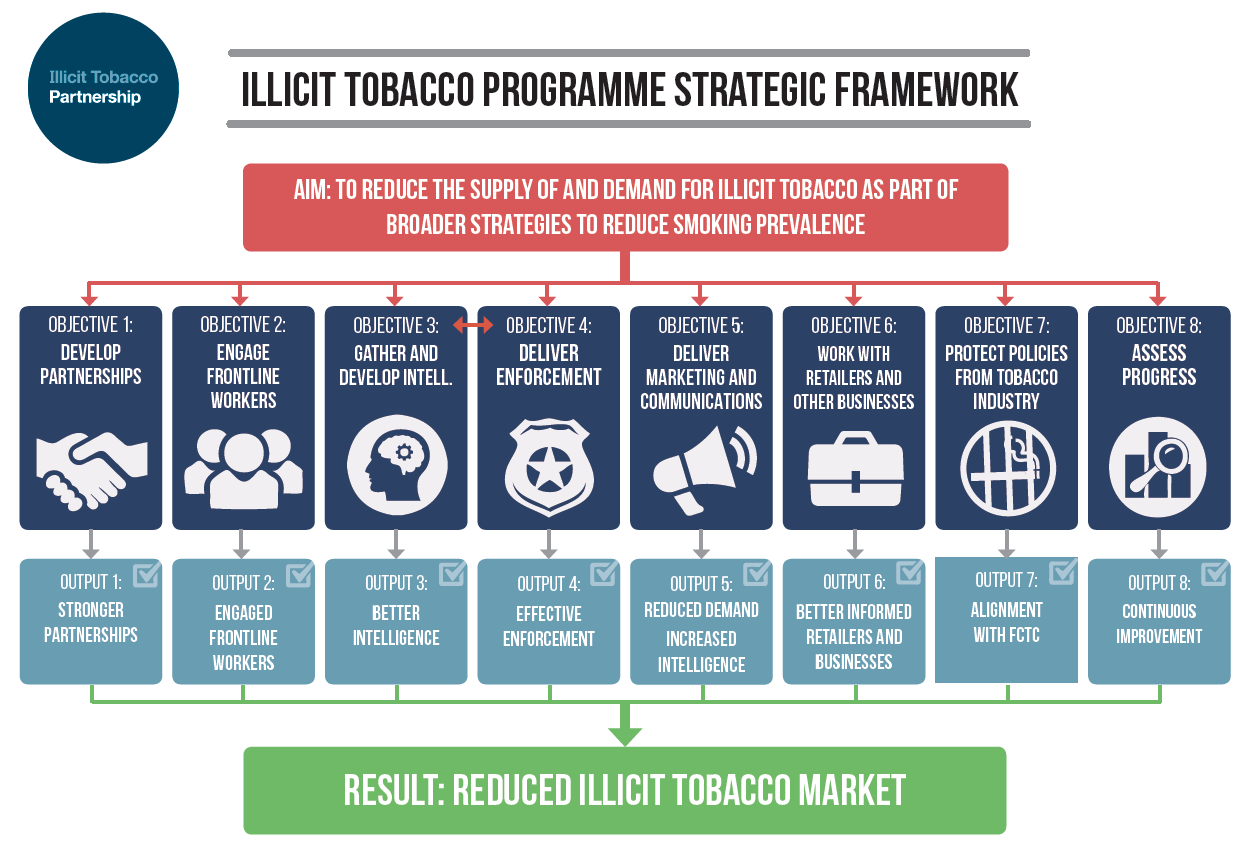 Illicit Tobacco
Partnership
ILLICIT TOBACCO PROGRAMME STRATEGIC FRAMEWORK
AIM: TO REDUCE THE SUPPLY OF AND DEMAND FOR ILLICIT TOBACCO AS PART OF
BROADER STRATEGIES TO REDUCE SMOKING PREVALENCE
OBJECTIVE 1:
DEVELOP
PARTNERSHIPS
OBJECTIVE 2:
ENGAGE
FRONTLINE
WORKERS
OBJECTIVE 3:
GATHER AND
DEVELOP INTELL.
OBJECTIVE 4:
DELIVER
ENFORCEMENT
OBJECTIVE 5:
DELIVER
MARKETING AND
COMMUNICATIONS
OBJECTIVE 6:
WORK WITH
RETAILERS AND
OTHER BUSINESSES
OBJECTIVE 7:
PROTECT POLICIES
FROM TOBACCO
INDUSTRY
OBJECTIVE 8:
ASSESS
PROGRESS
OUTPUT 1:
STRONGER
PARTNERSHIPS
OUTPUT 2:
ENGAGED
FRONTLINE
WORKERS
OUTPUT 3:
BETTER
INTELLIGENCE
OUTPUT 4:
EFFECTIVE
ENFORCEMENT
OUTPUT 5:
REDUCED DEMAND
INCREASED
INTELLIGENCE
OUTPUT 6:
BETTER INFORMED
RETAILERS AND
BUSINESSES
OUTPUT 7:
ALIGNMENT
WITH FCTC
OUTPUT 8:
CONTINUOUS
IMPROVEMENT
RESULT: REDUCED ILLICIT TOBACCO MARKET